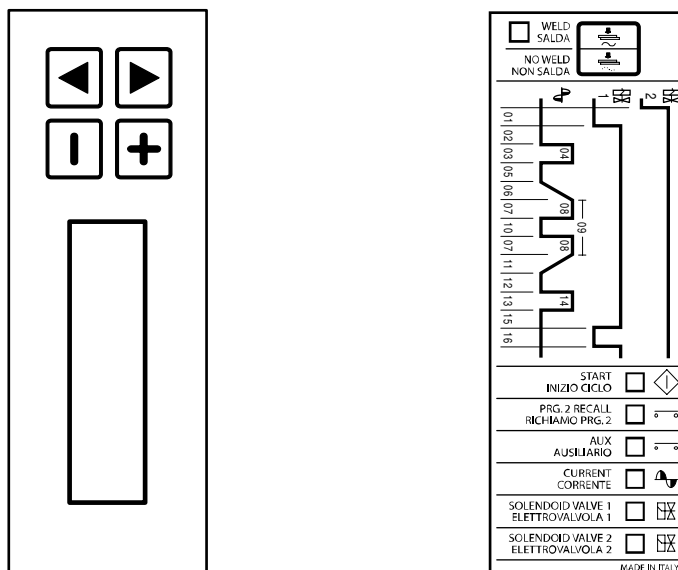 WELD
SALDA
NO WELD
NON SALDA
1 2
01
02
03
04
05
06
07
08
09
10
07
08
11
12
13
14
15
16
START
INIZIO CICLO
PRG. 2 RECALL
RICHIAMO PRG. 2
AUX
AUSILIARIO
CURRENT
CORRENTE
SOLENDOID VALVE 1
ELETTROVALVOLA 1
SOLENDOID VALVE 2
ELETTROVALVOLA 2
MADE IN ITALY